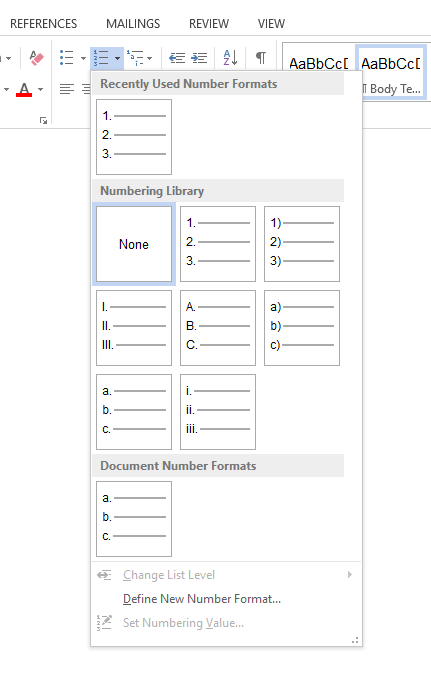 REFERENCES MAILINGS REVIEW VIEW
AaBbCcD AaBbCcD
¶ Body Te...
Recently Used Number Formats
1.
2.
3.
Numbering Library
None
1.
2.
3.
1)
2)
3)
I.
II.
III.
A.
B.
C.
a)
b)
c)
a.
b.
c.
i.
ii.
iii.
Document Number Formats
a.
b.
c.
Change List Level
Define New Number Format...
Set Numbering Value...